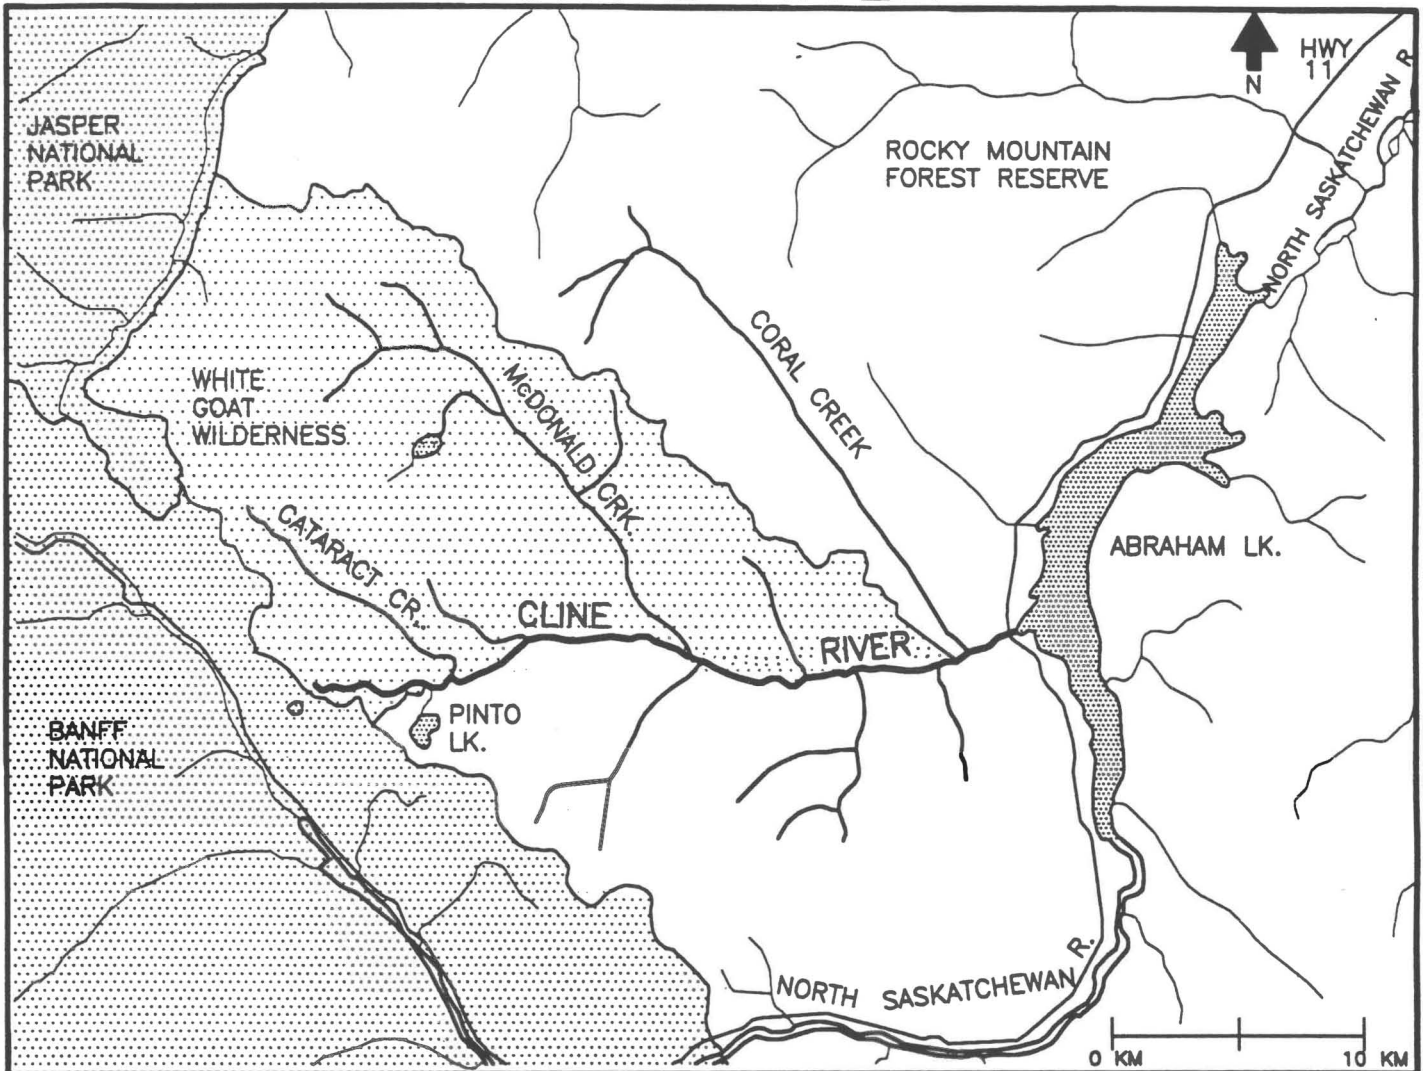 N
HWY
11
NORTH SASKATCHEWAN R.
JASPER
NATIONAL
PARK
ROCKY MOUNTAIN
FOREST RESERVE
WHITE
GOAT
WILDERNESS
McDONALD CRK.
CORAL CREEK
CATARACT CR.
CLINE RIVER
ABRAHAM LK.
PINTO
LK.
BANFF
NATIONAL
PARK
NORTH SASKATCHEWAN R.
0 KM 10 KM